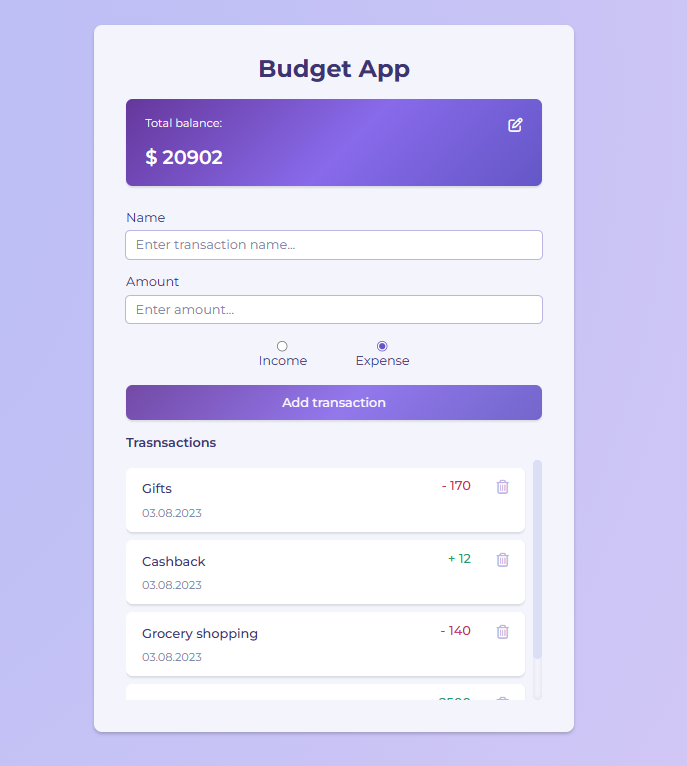 Budget App
Total balance:
$ 20902
Name
Enter transaction name...
Amount
Enter amount...
Income Expense
Add transaction
Trasnsactions
Gifts - 170
03.08.2023
Cashback + 12
03.08.2023
Grocery shopping - 140
03.08.2023